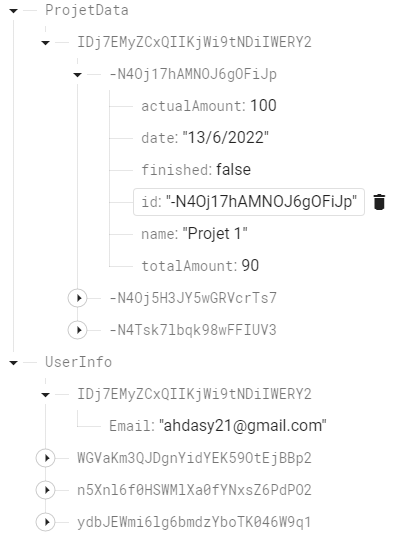 ProjetData
IDj7EMyZCxQIIKjWi9tNDiIWERY2
-N4Oj17hAMNOJ6gOFiJp
actualAmount: 100
date: "13/6/2022"
finished: false
id: "-N4Oj17hAMNOJ6gOFiJp"
name: "Projet 1"
totalAmount: 90
-N4Oj5H3JY5wGRVcrTs7
-N4Tsk7lbqk98wFFIUV3
UserInfo
IDj7EMyZCxQIIKjWi9tNDiIWERY2
Email: "ahdasy21@gmail.com"
WGVaKm3QJDgnYidYEK59OtEjBBp2
n5Xnl6f0HSWMlXa0fYNxsZ6PdPO2
ydbJEWmi6lg6bmdzYboTK046W9q1